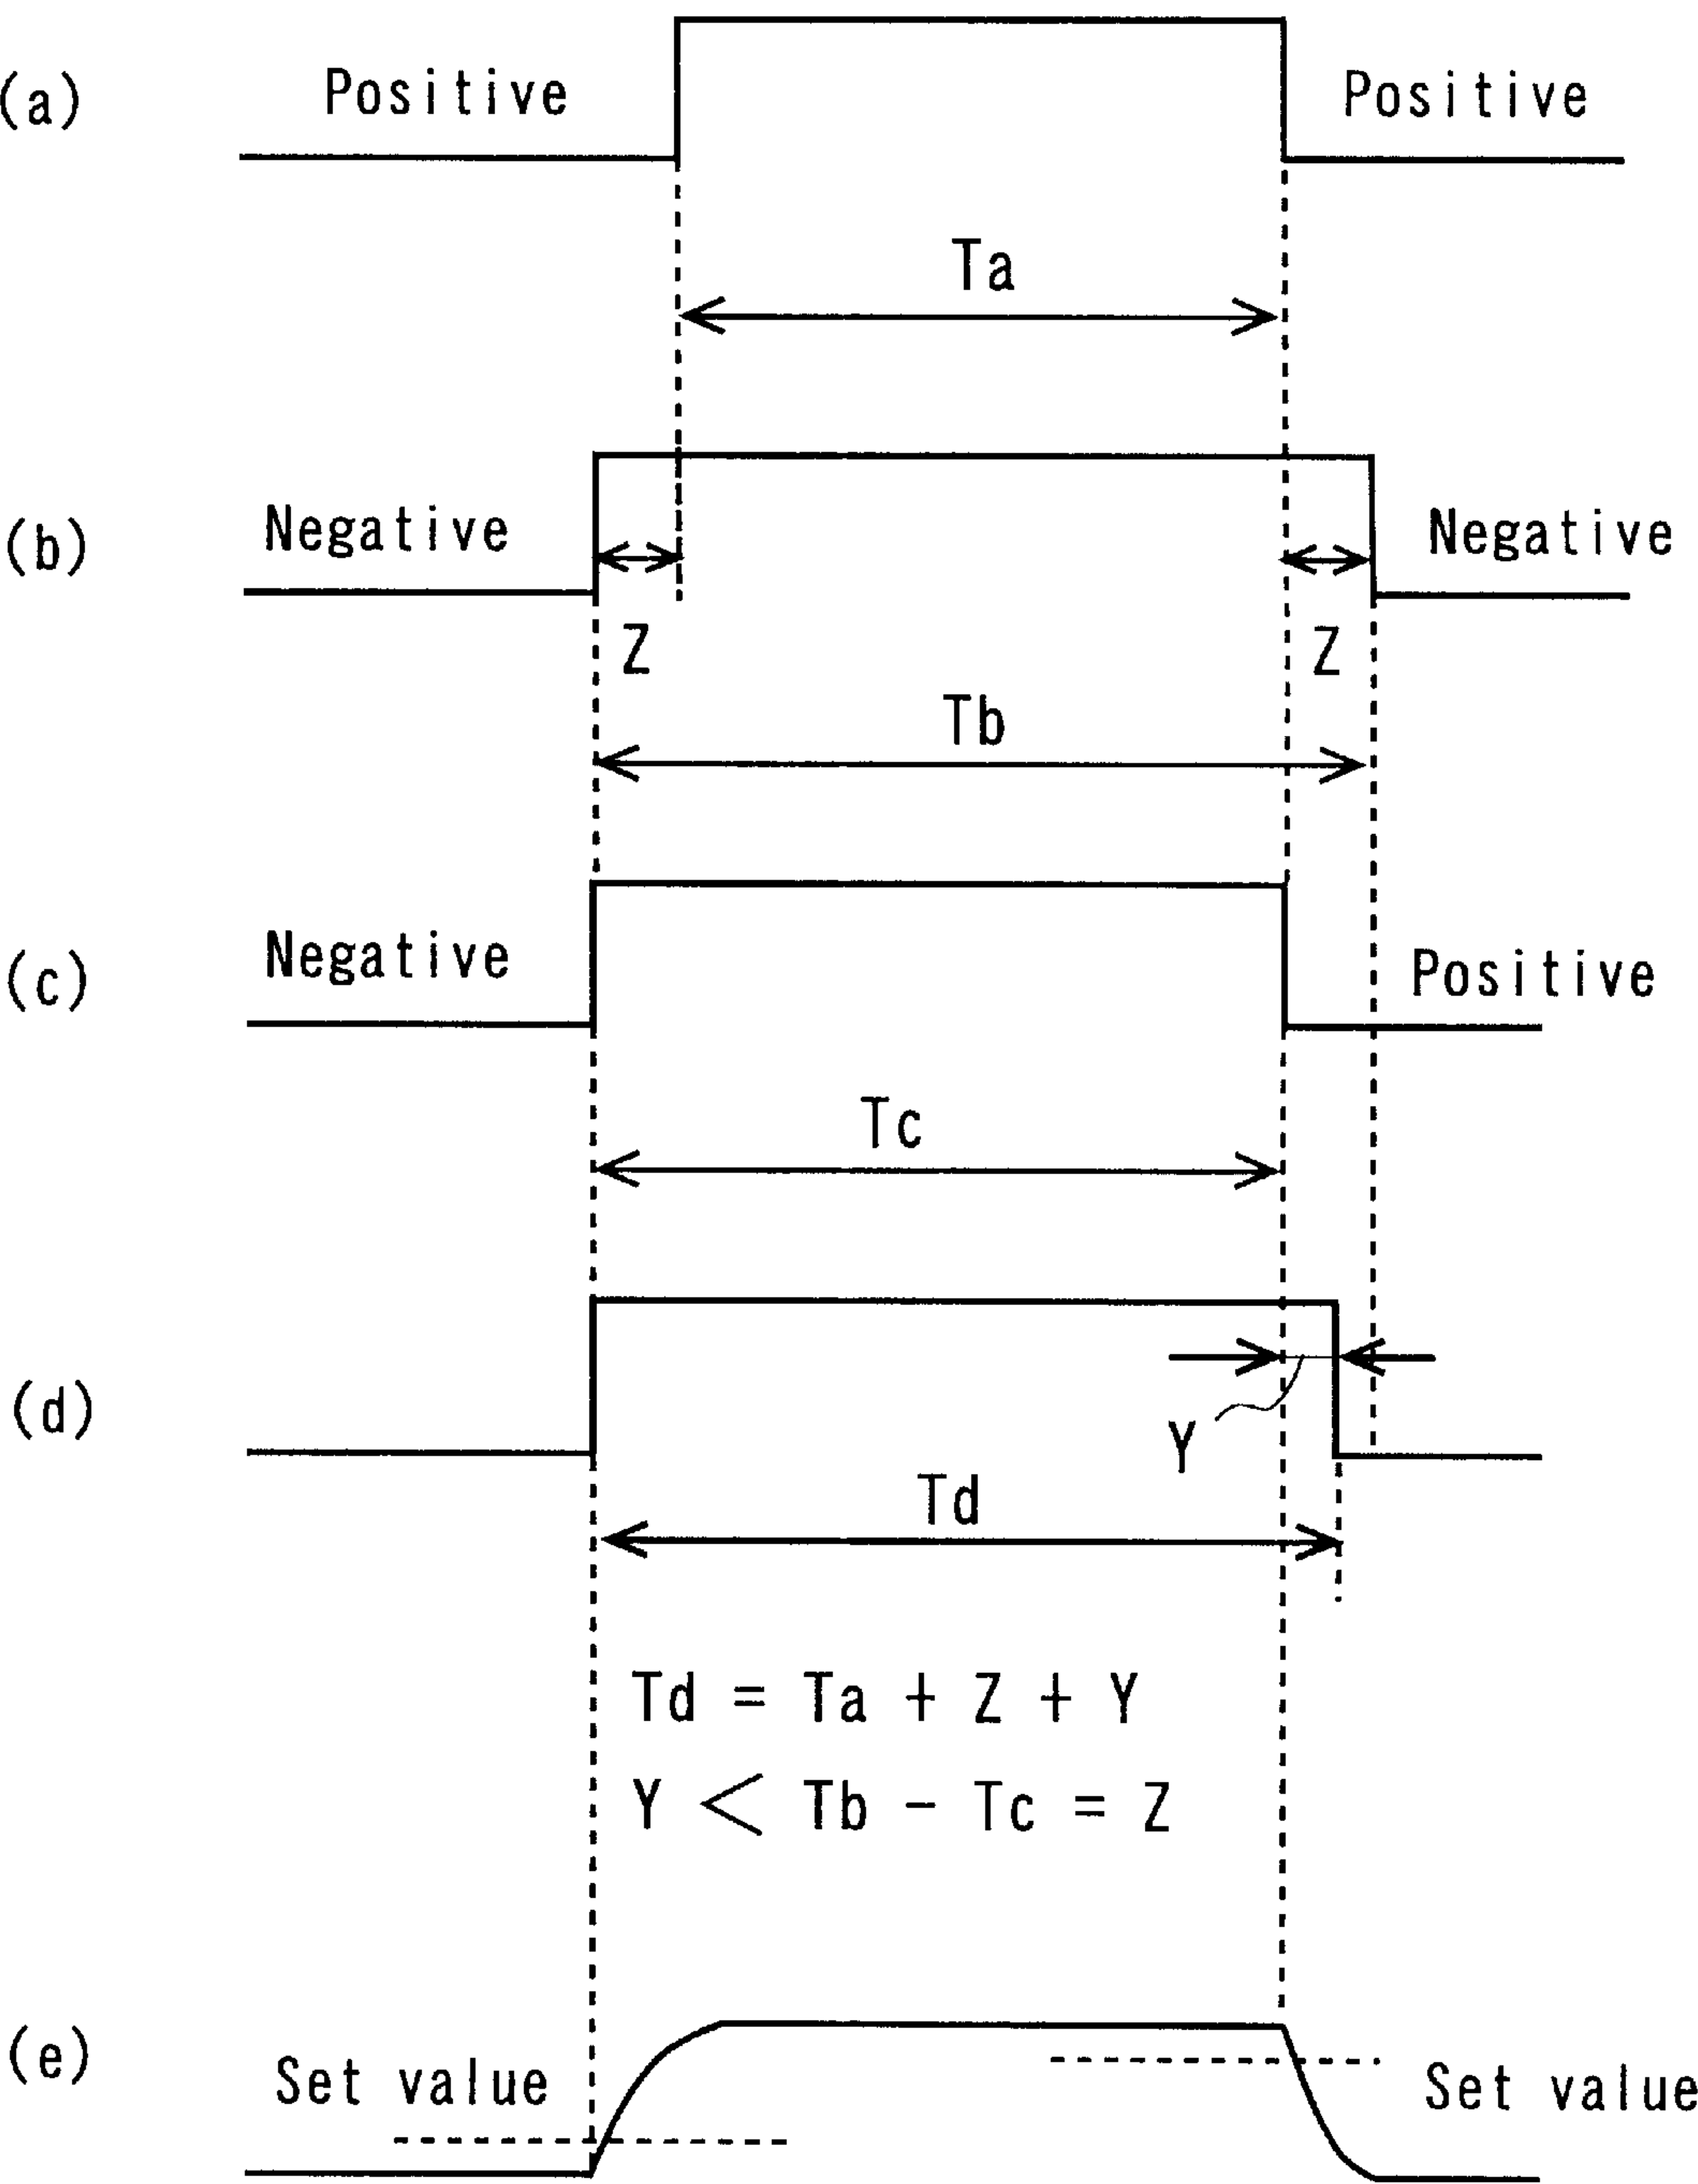 (a) Positive Positive
Ta
(b) Negative Negative
Z Z
Tb
(c) Negative Positive
Tc
(d)
Y
Td
Td = Ta + Z + Y
Y < Tb - Tc = Z
(e) Set value Set value